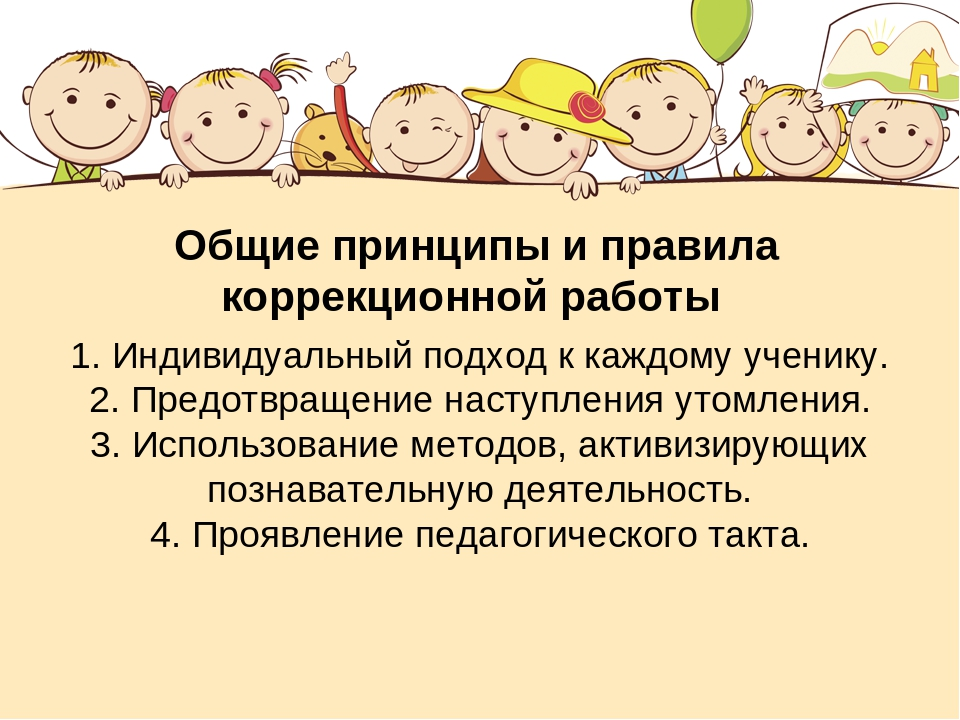 Общие принципы и правила
коррекционной работы
1. Индивидуальный подход к каждому ученику.
2. Предотвращение наступления утомления.
3. Использование методов, активизирующих
познавательную деятельность.
4. Проявление педагогического такта.